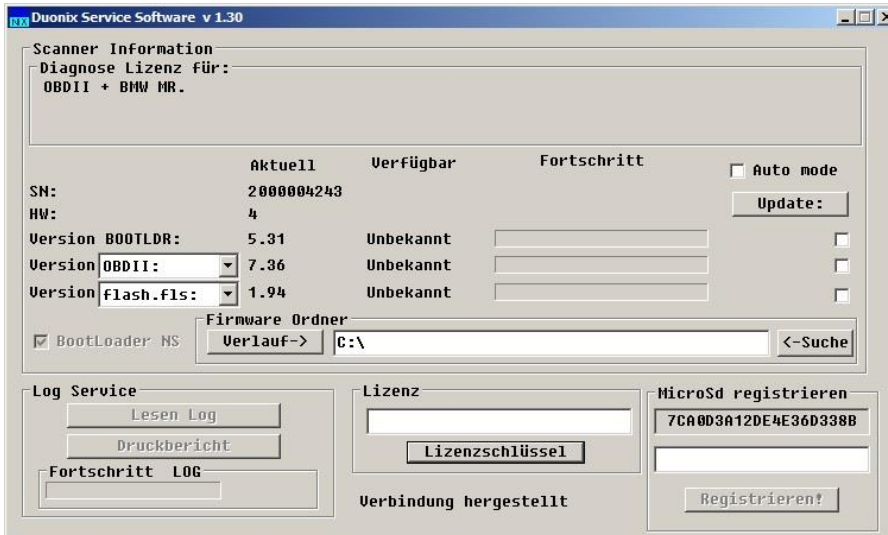 NX Duonix Service Software v 1.30
Scanner Information
Diagnose Lizenz für:
OBDII + BMW MR.
Aktuell Verfügbar Fortschritt Auto mode
SN: 2000004243
HW: 4 Update:
Version BOOTLDR: 5.31 Unbekannt
Version OBDII: 7.36 Unbekannt
Version flash.fls: 1.94 Unbekannt
Firmware Ordner
BootLoader NS Verlauf-> C:\ <-Suche
Log Service
Lesen Log
Druckbericht
Fortschritt LOG
Lizenz
Lizenzschlüssel
Verbindung hergestellt
MicroSd registrieren
7CA0D3A12DE4E36D338B
Registrieren!